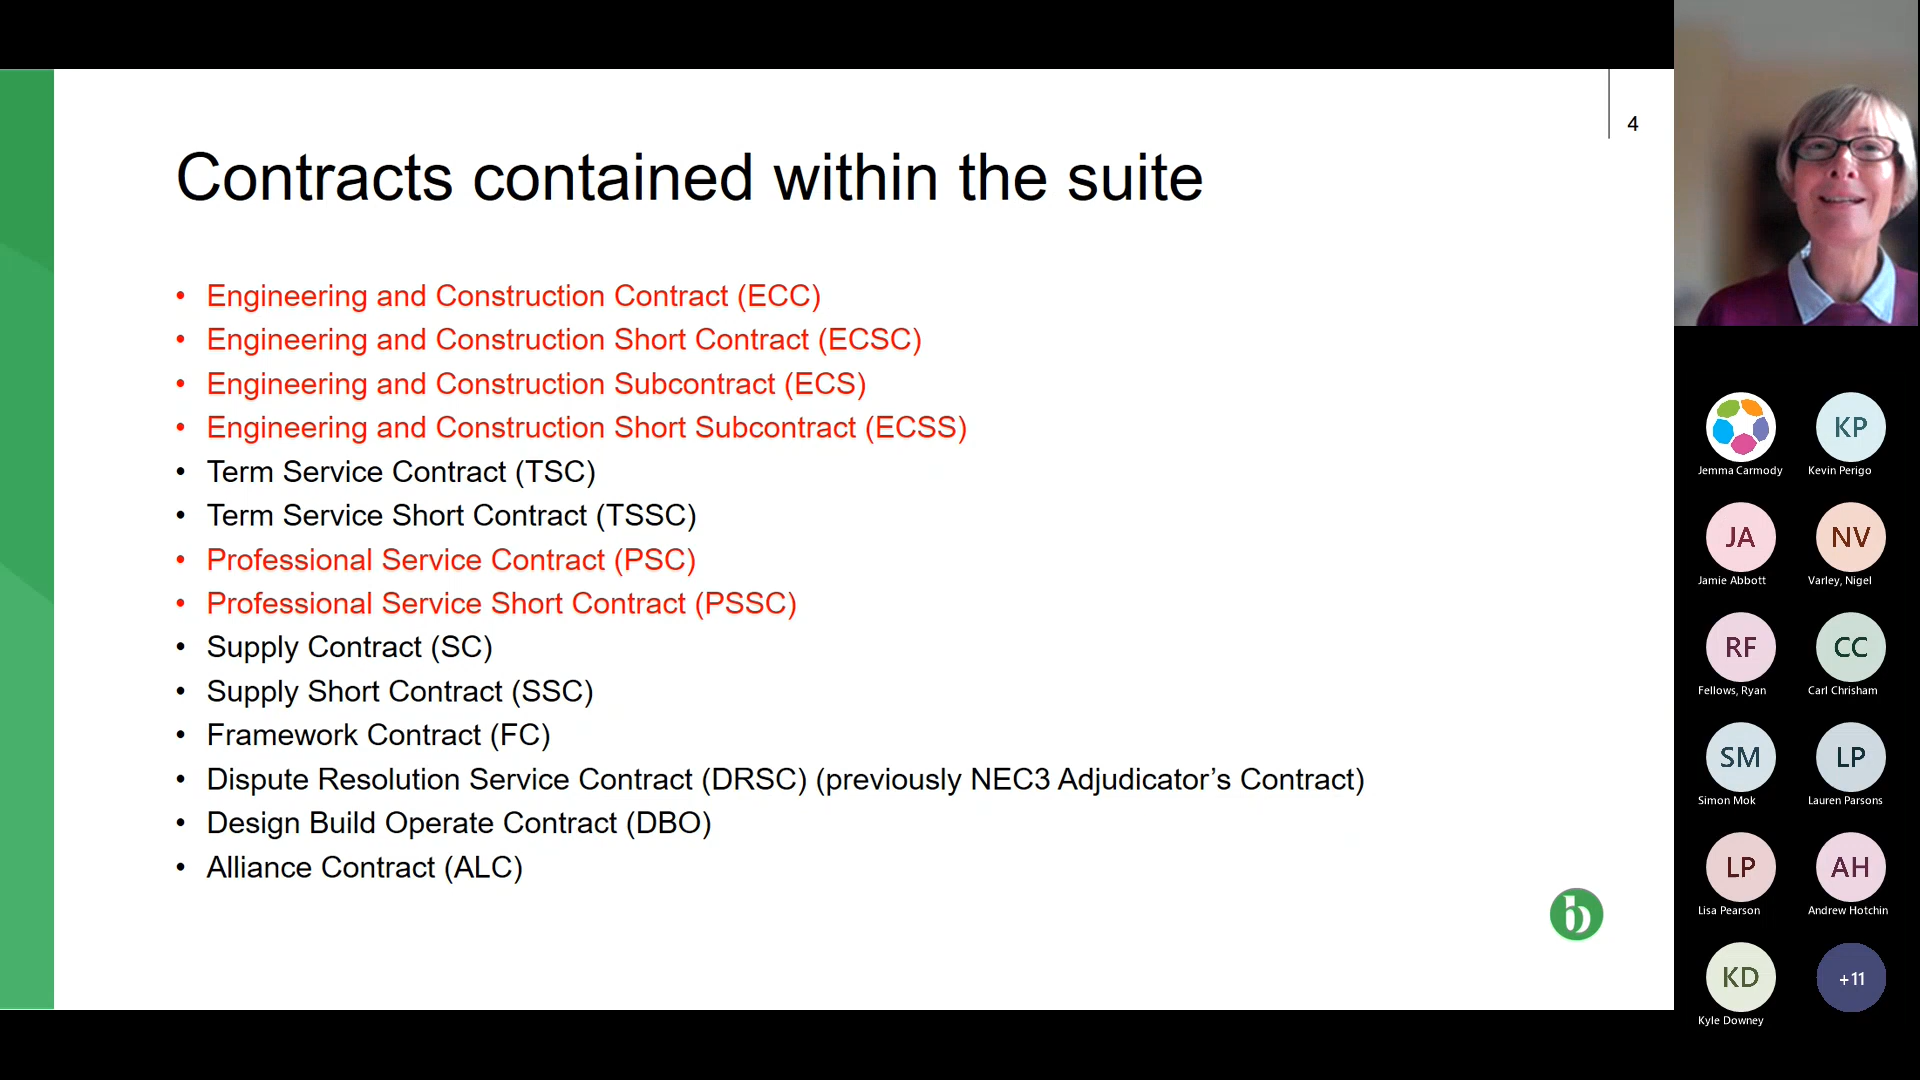 4
Contracts contained within the suite
• Engineering and Construction Contract (ECC)
• Engineering and Construction Short Contract (ECSC)
• Engineering and Construction Subcontract (ECS)
• Engineering and Construction Short Subcontract (ECSS)
• Term Service Contract (TSC)
• Term Service Short Contract (TSSC)
• Professional Service Contract (PSC)
• Professional Service Short Contract (PSSC)
• Supply Contract (SC)
• Supply Short Contract (SSC)
• Framework Contract (FC)
• Dispute Resolution Service Contract (DRSC) (previously NEC3 Adjudicator’s Contract)
• Design Build Operate Contract (DBO)
• Alliance Contract (ALC)
b
KP
Jemma Carmody Kevin Perigo
JA NV
Jamie Abbott Varley, Nigel
RF CC
Fellows, Ryan Carl Chrisham
SM LP
Simon Mok Lauren Parsons
LP AH
Lisa Pearson Andrew Hotchin
KD +11
Kyle Downey